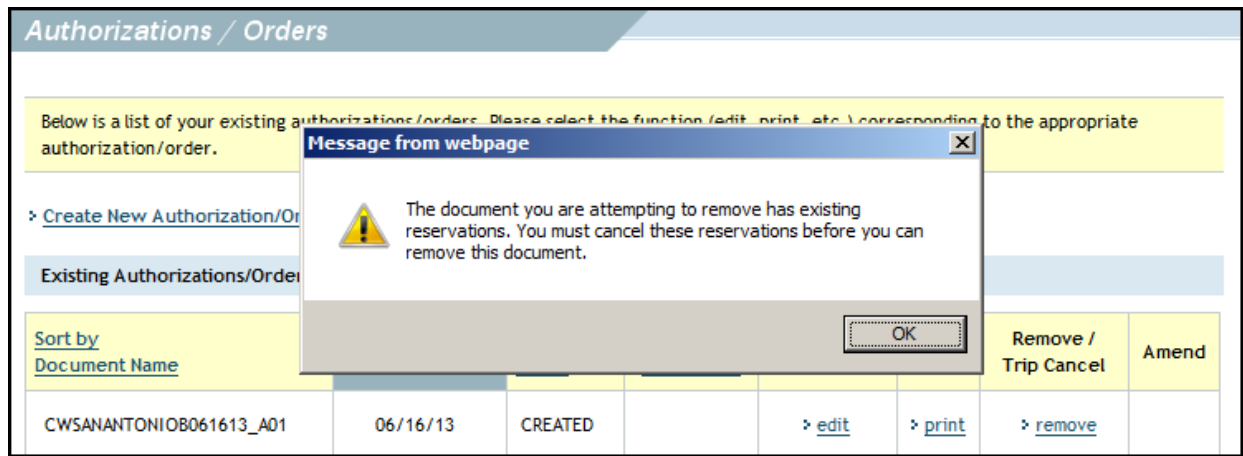 Authorizations / Orders
Below is a list of your existing authorizations/orders. Please select the function (edit, print, etc.) corresponding to the appropriate
authorization/order.
Message from webpage
The document you are attempting to remove has existing
reservations. You must cancel these reservations before you can
remove this document.
OK
Create New Authorization/Or
Existing Authorizations/Order
Sort by
Document Name
Remove /
Trip Cancel
Amend
CWSANANTONIOB061613_A01 06/16/13 CREATED edit print remove